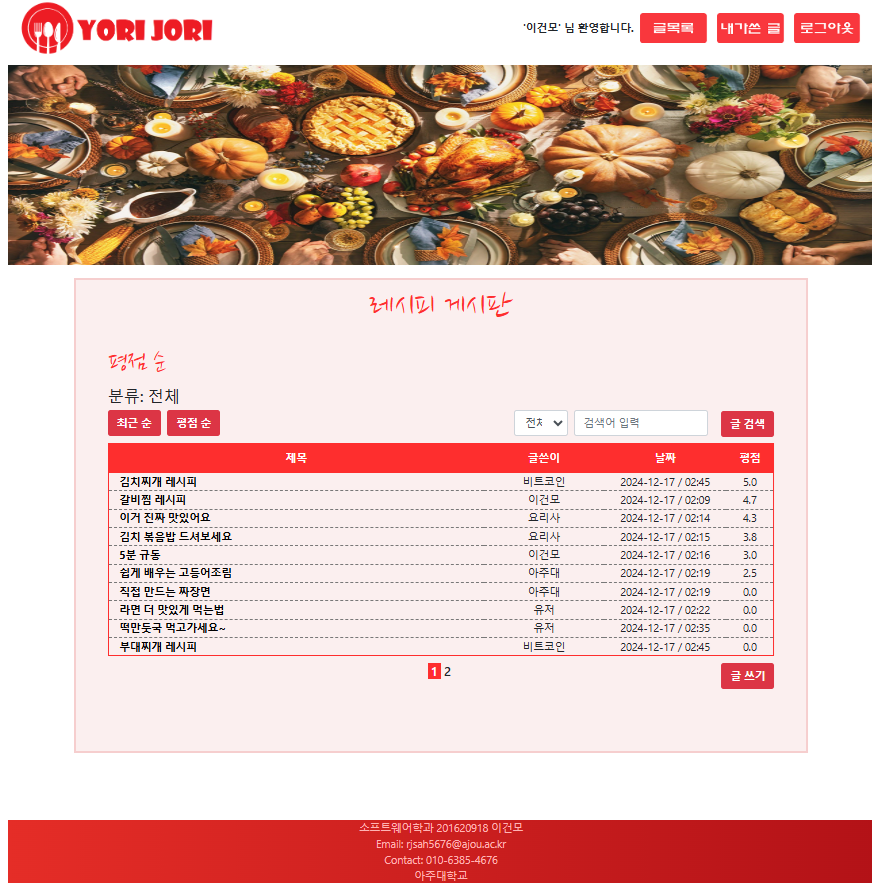 YORI JORI
'이건모' 님 환영합니다. 글목록 내가쓴 글 로그아웃
레시피 게시판
평점 순
분류: 전체
최근 순 평점 순 전체 검색어 입력 글 검색
제목 글쓴이 날짜 평점
김치찌개 레시피 비트코인 2024-12-17 / 02:45 5.0
갈비찜 레시피 이건모 2024-12-17 / 02:09 4.7
이거 진짜 맛있어요 요리사 2024-12-17 / 02:14 4.3
김치 볶음밥 드셔보세요 요리사 2024-12-17 / 02:15 3.8
5분 규동 이건모 2024-12-17 / 02:16 3.0
쉽게 배우는 고등어조림 아주대 2024-12-17 / 02:19 2.5
직접 만드는 짜장면 아주대 2024-12-17 / 02:19 0.0
라면 더 맛있게 먹는법 유저 2024-12-17 / 02:22 0.0
떡만둣국 먹고가세요~ 유저 2024-12-17 / 02:35 0.0
부대찌개 레시피 비트코인 2024-12-17 / 02:45 0.0
1 2 글 쓰기
소프트웨어학과 201620918 이건모
Email: rjsah5676@ajou.ac.kr
Contact: 010-6385-4676
아주대학교